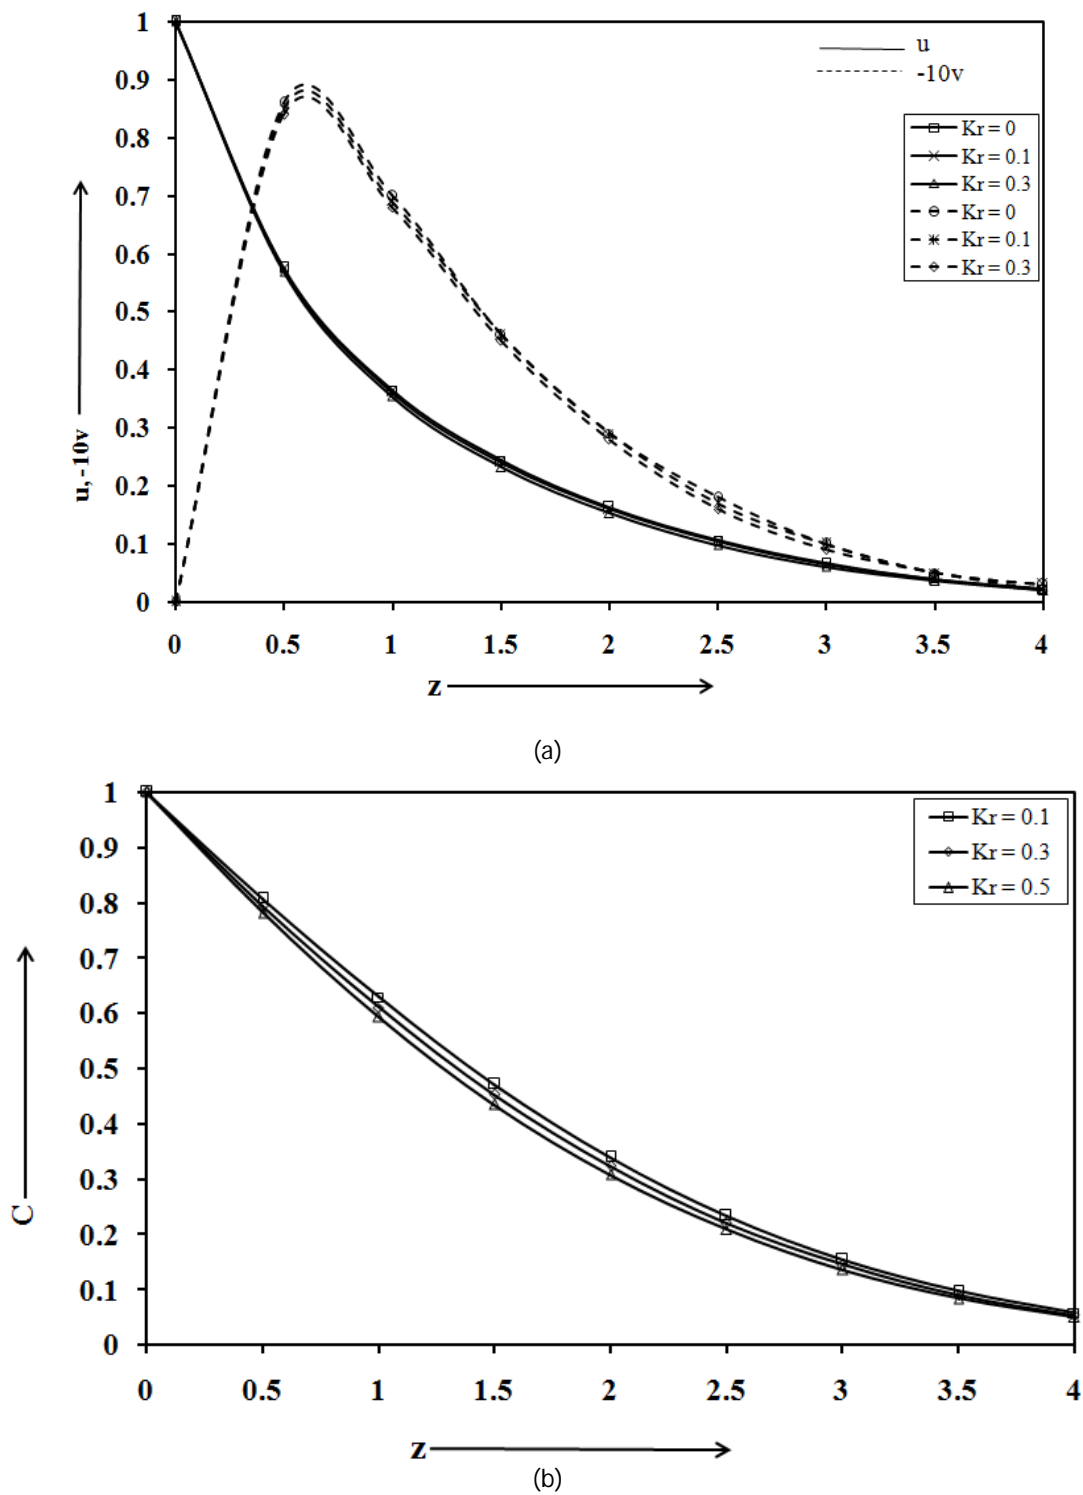 u
-10v
Kr = 0
Kr = 0.1
Kr = 0.3
Kr = 0
Kr = 0.1
Kr = 0.3
1
0.9
0.8
0.7
0.6
0.5
0.4
0.3
0.2
0.1
0
u,-10v
0 0.5 1 1.5 2 2.5 3 3.5 4
z
(a)
Kr = 0.1
Kr = 0.3
Kr = 0.5
1
0.9
0.8
0.7
0.6
0.5
0.4
0.3
0.2
0.1
0
C
0 0.5 1 1.5 2 2.5 3 3.5 4
z
(b)